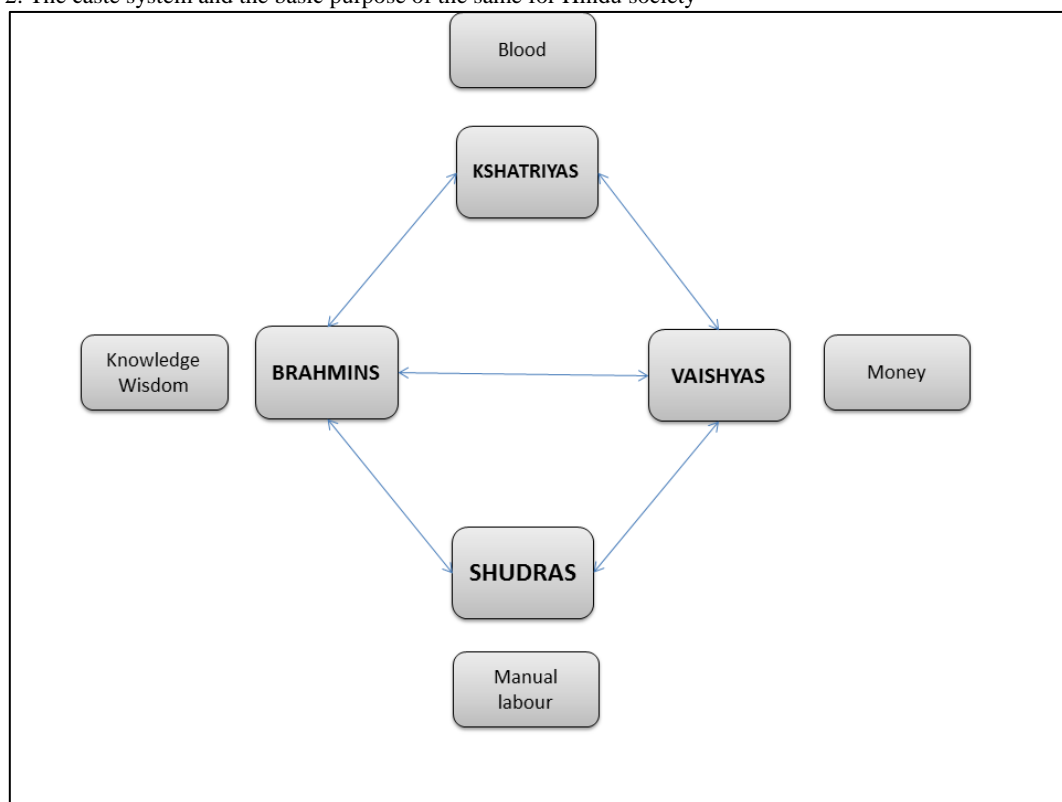 2. The caste system and the basic purpose of the same for Hindu society
Blood
KSHATRIYAS
Knowledge
Wisdom
BRAHMINS
VAISHYAS
Money
SHUDRAS
Manual
labour